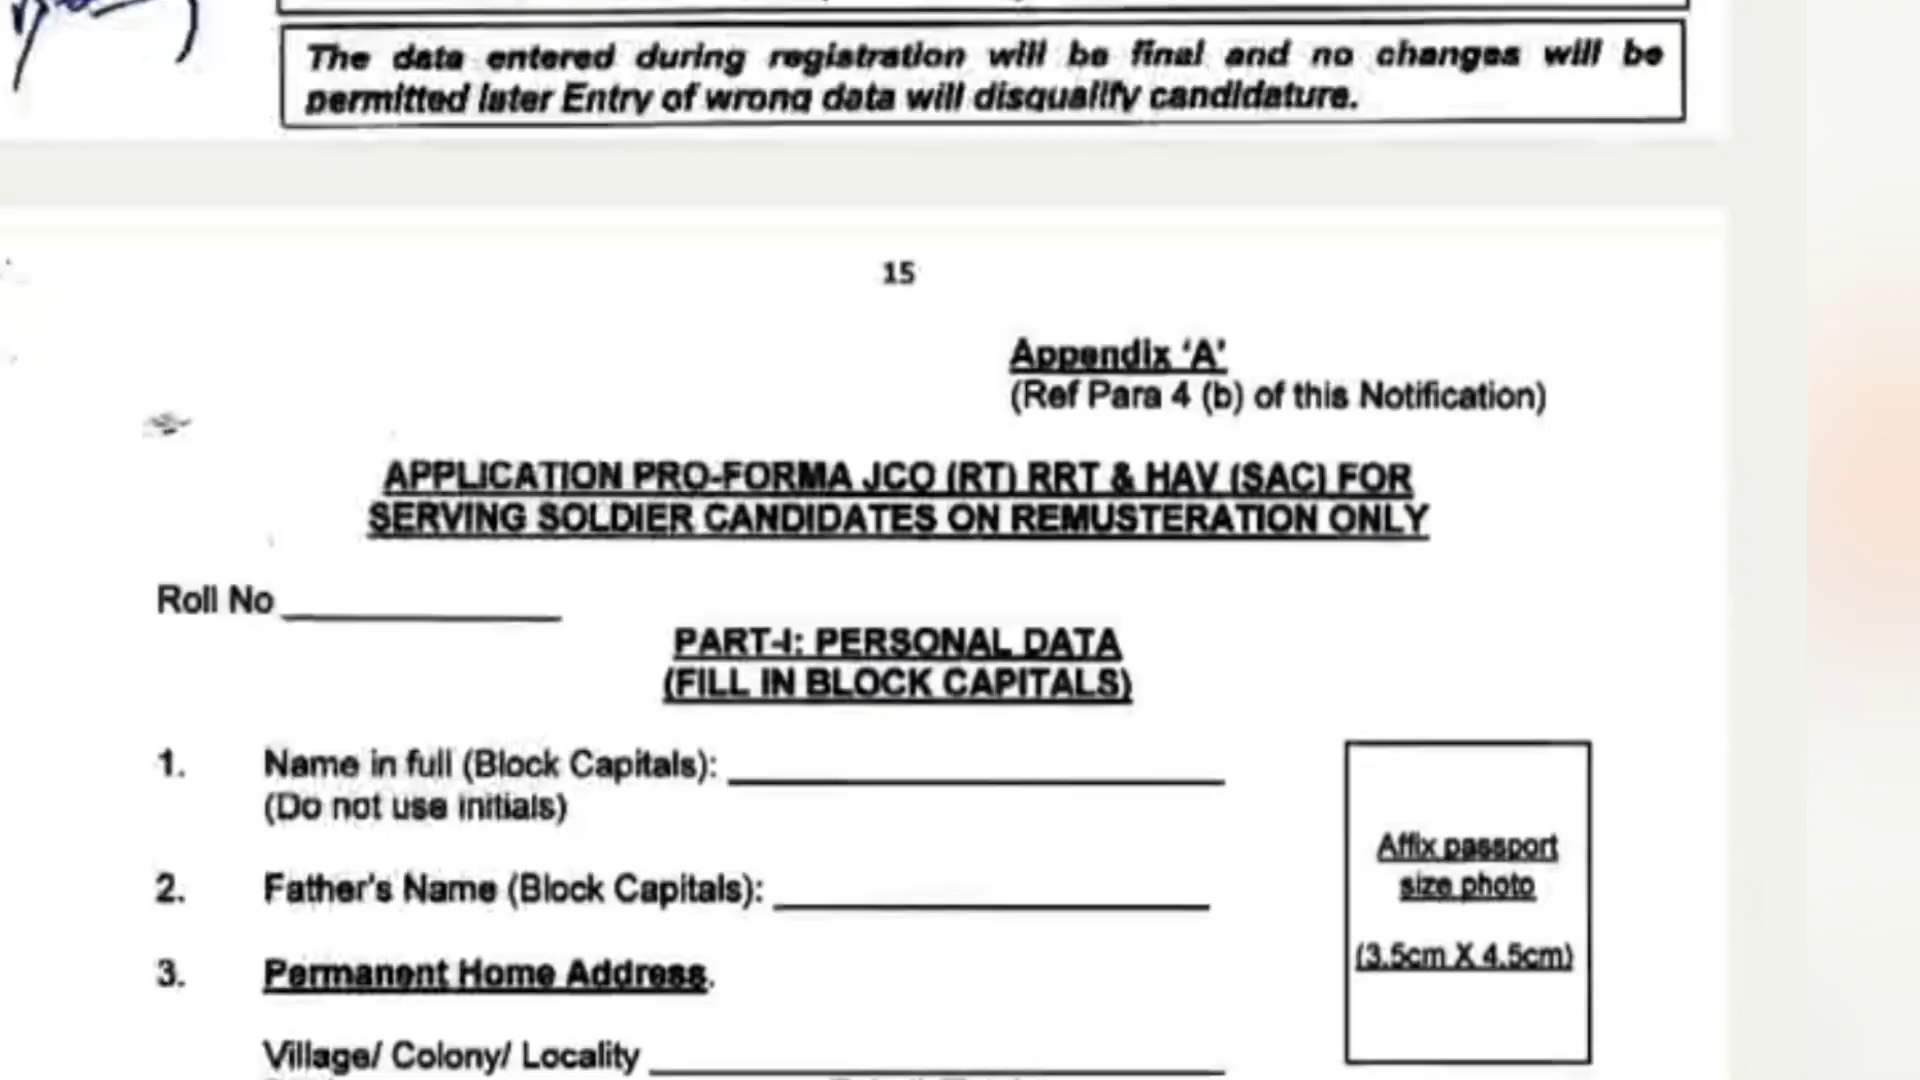 The data entered during registration will be final and no changes will be
permitted later Entry of wrong data will disqualify candidature.
15
Appendix ‘A’
(Ref Para 4 (b) of this Notification)
APPLICATION PRO-FORMA JCO (RT) RRT & HAV (SAC) FOR
SERVING SOLDIER CANDIDATES ON REMUSTERATION ONLY
Roll No
PART-I: PERSONAL DATA
(FILL IN BLOCK CAPITALS)
1. Name in full (Block Capitals):
(Do not use initials)
2. Father's Name (Block Capitals):
Affix passport
size photo
(3.5cm X 4.5cm)
3. Permanent Home Address.
Village/ Colony/ Locality